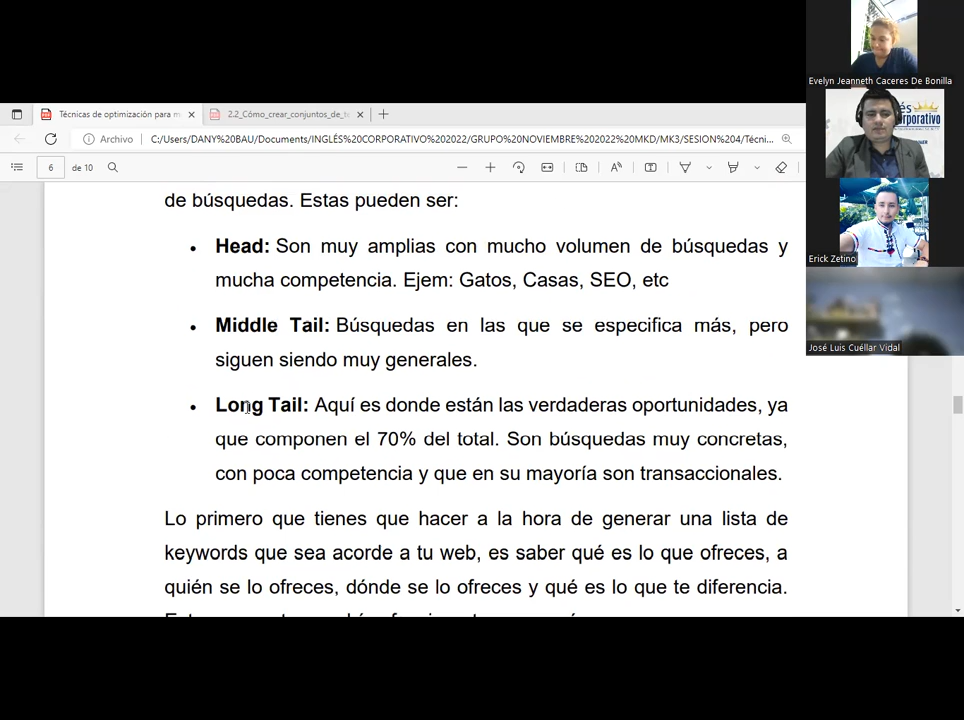 Evelyn Jeanneth Caceres De Bonilla
Técnicas de optimización para m
2.2_Cómo_crear_conjuntos_de_t
Archivo
C:/Users/DANY%20BAU/Documents/INGLÉS%20CORPORATIVO%202022/GRUPO%20NOVIEMBRE%202022%20MKD/MK3/SESION%204/Técni...
6 de 10
de búsquedas. Estas pueden ser:
• Head: Son muy amplias con mucho volumen de búsquedas y
mucha competencia. Ejem: Gatos, Casas, SEO, etc
• Middle Tail: Búsquedas en las que se especifica más, pero
siguen siendo muy generales.
• Long Tail: Aquí es donde están las verdaderas oportunidades, ya
que componen el 70% del total. Son búsquedas muy concretas,
con poca competencia y que en su mayoría son transaccionales.
Lo primero que tienes que hacer a la hora de generar una lista de
keywords que sea acorde a tu web, es saber qué es lo que ofreces, a
quién se lo ofreces, dónde se lo ofreces y qué es lo que te diferencia.
Erick Zetino
José Luis Cuéllar Vidal